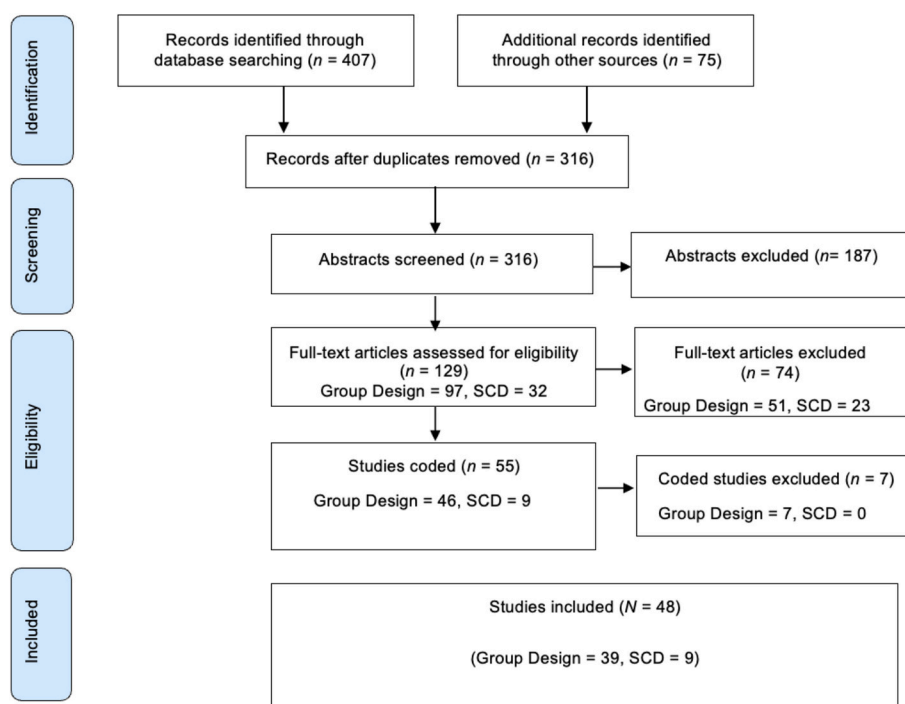 Identification
Records identified through
database searching (n = 407)
Additional records identified
through other sources (n = 75)
Records after duplicates removed (n = 316)
Screening
Abstracts screened (n = 316)
Abstracts excluded (n= 187)
Eligibility
Full-text articles assessed for eligibility
(n = 129)
Group Design = 97, SCD = 32
Full-text articles excluded
(n = 74)
Group Design = 51, SCD = 23
Studies coded (n = 55)
Group Design = 46, SCD = 9
Coded studies excluded (n = 7)
Group Design = 7, SCD = 0
Included
Studies included (N = 48)
(Group Design = 39, SCD = 9)